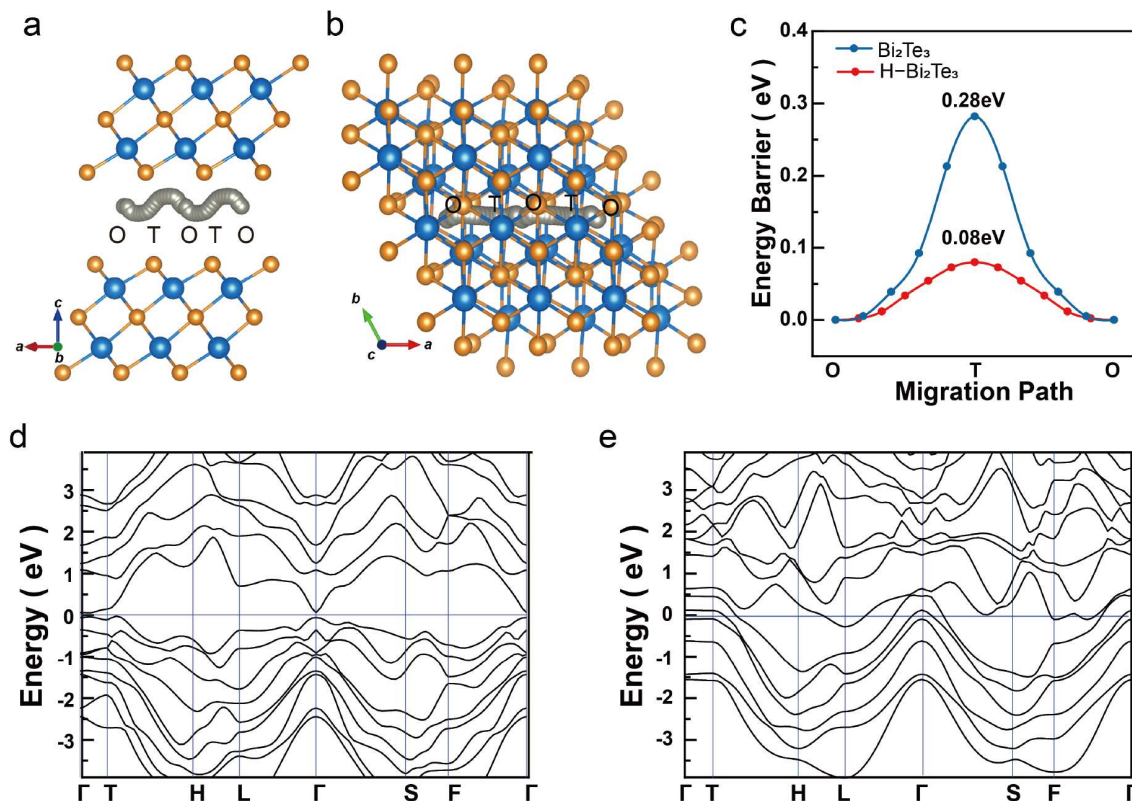 a
O T O T O
c
a b
b
O T O T O
b
c a
c
Energy Barrier ( eV )
0.4
0.3
0.2
0.1
0.0
Bi₂Te₃
H−Bi₂Te₃
0.28eV
0.08eV
O T O
Migration Path
d
Energy ( eV )
3
2
1
0
-1
-2
-3
Γ T H L Γ S F Γ
e
Energy ( eV )
3
2
1
0
-1
-2
-3
Γ T H L Γ S F Γ